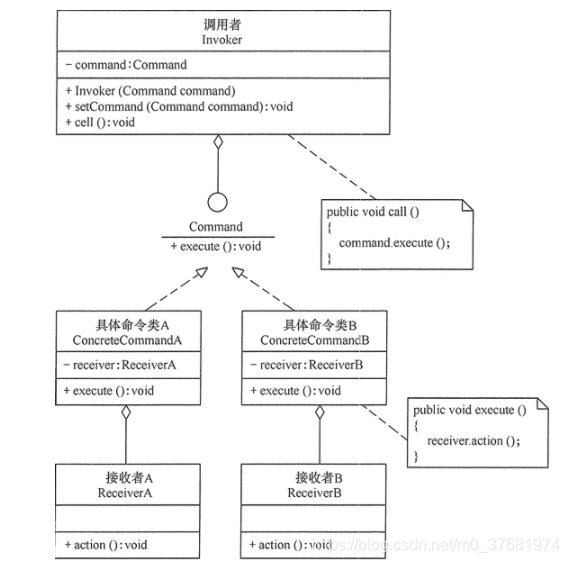 调用者
Invoker
− command:Command
+ Invoker (Command command)
+ setCommand (Command command): void
+ cell (): void
Command
+ execute (): void
public void call ()
{
command.execute ();
}
具体命令类A
ConcreteCommandA
− receiver:ReceiverA
+ execute (): void
具体命令类B
ConcreteCommandB
− receiver:ReceiverB
+ execute (): void
public void execute ()
{
receiver.action ();
}
接收者A
ReceiverA
+ action (): void
接收者B
ReceiverB
+ action (): void
https://blog.csdn.net/m0_37681974